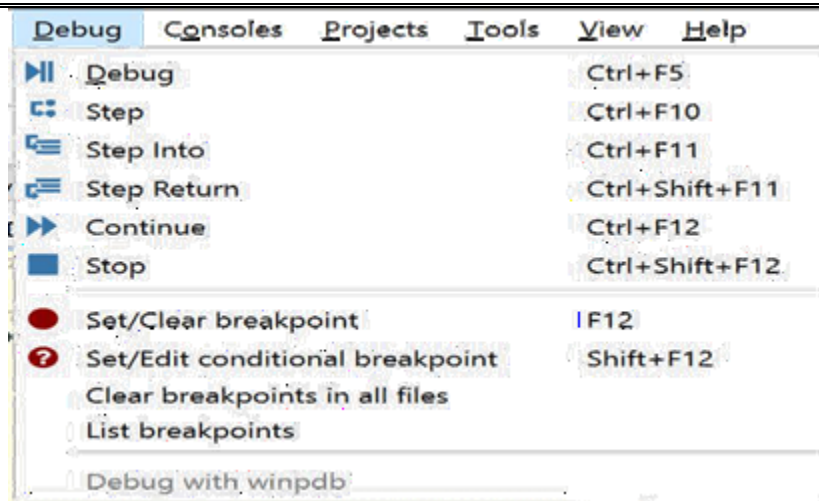 Debug Consoles Projects Tools View Help
Debug Ctrl+F5
Step Ctrl+F10
Step Into Ctrl+F11
Step Return Ctrl+Shift+F11
Continue Ctrl+F12
Stop Ctrl+Shift+F12
Set/Clear breakpoint F12
Set/Edit conditional breakpoint Shift+F12
Clear breakpoints in all files
List breakpoints
Debug with winpdb